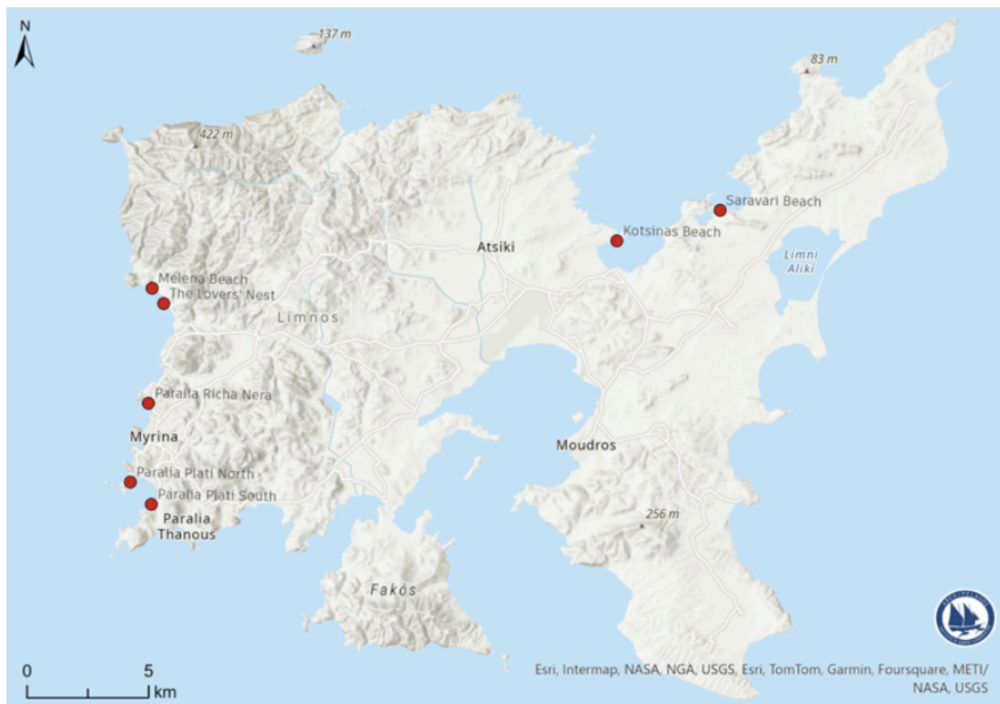 N
137 m
83 m
422 m
Saravari Beach
Kotsinas Beach
Atsiki
Limni
Aliki
Melena Beach
The Lovers' Nest
Limnos
Paralia Richa Nera
Myrina
Moudros
Paralia Plati North
Paralia Plati South
Paralia
Thanous
256 m
Fakós
0 5
km
Esri, Intermap, NASA, NGA, USGS, Esri, TomTom, Garmin, Foursquare, METI/
NASA, USGS